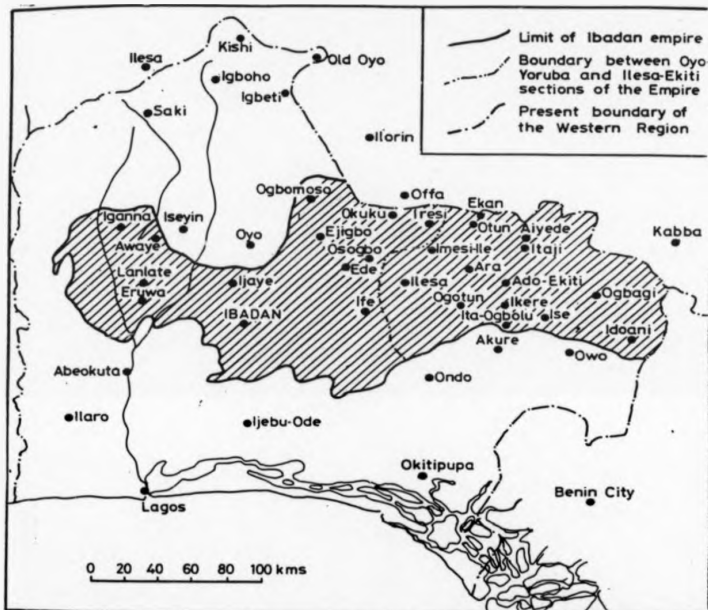 Limit of Ibadan empire
Boundary between Oyo-
Yoruba and Ilesa-Ekiti
sections of the Empire
Present boundary of
the Western Region
Kishi
Old Oyo
Ilesa
Igboho
Igbeti
Saki
Ilorin
Ogbomoso
Offa
Ekan
Okuku
Iresi
Otun
Aiyede
Kabba
Iganna
Iseyin
Oyo
Ejigbo
Awaye
Osogbo
Imesi-Ile
Itaji
Ede
Ara
Lanlate
Ijaye
Ilesa
Ado-Ekiti
Eruwa
Ogotun
Ikere
Ogbagi
IBADAN
Ife
Ita-Ogbolu
Ise
Idoani
Akure
Owo
Abeokuta
Ondo
Ilaro
Ijebu-Ode
Okitipupa
Benin City
Lagos
0 20 40 60 80 100 kms